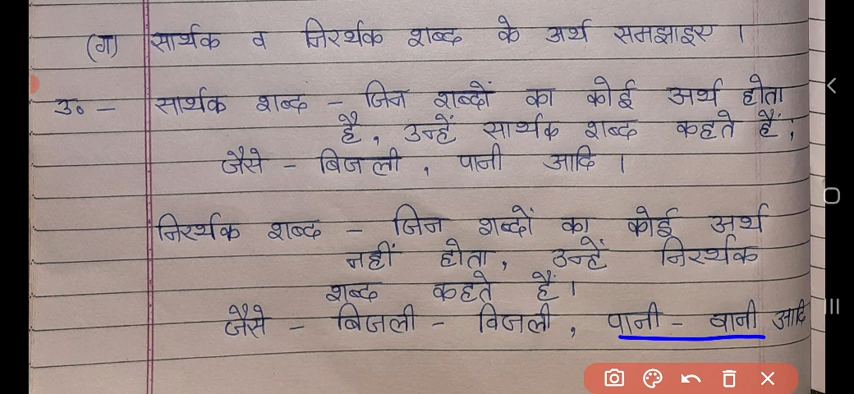 (ग) सार्थक व निरर्थक शब्द के अर्थ समझाइए ।
उ० - सार्थक शब्द - जिन शब्दों का कोई अर्थ होता
है, उन्हें सार्थक शब्द कहते हैं;
जैसे - बिजली, पानी आदि ।
निरर्थक शब्द - जिन शब्दों का कोई अर्थ
नहीं होता, उन्हें निरर्थक
शब्द कहते हैं ।
जैसे - बिजली - विजली, पानी - वानी आदि